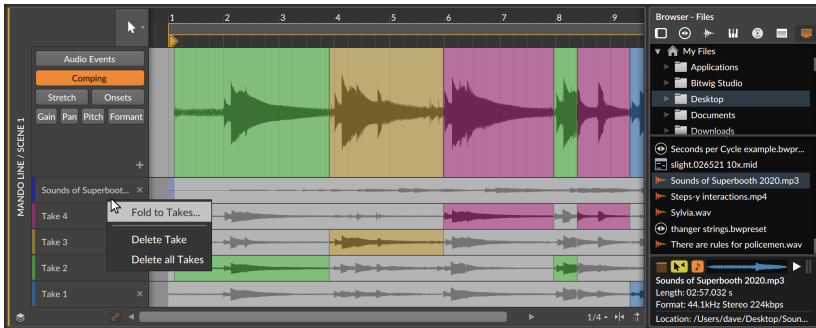 MANDO LINE / SCENE 1
Audio Events
Comping
Stretch Onsets
Gain Pan Pitch Formant
+
Sounds of Superboot... ×
Take 4
Take 3
Take 2
Take 1 ×
1 2 3 4 5 6 7 8 9
Fold to Takes...
Delete Take
Delete all Takes
1/4
Browser - Files
My Files
Applications
Bitwig Studio
Desktop
Documents
Downloads
Seconds per Cycle example.bwpr...
slight.026521 10x.mid
Sounds of Superbooth 2020.mp3
Steps-y interactions.mp4
Sylvia.wav
thanger strings.bwpreset
There are rules for policemen.wav
Sounds of Superbooth 2020.mp3
Length: 02:57.032 s
Format: 44.1kHz Stereo 224kbps
Location: /Users/dave/Desktop/Soun...